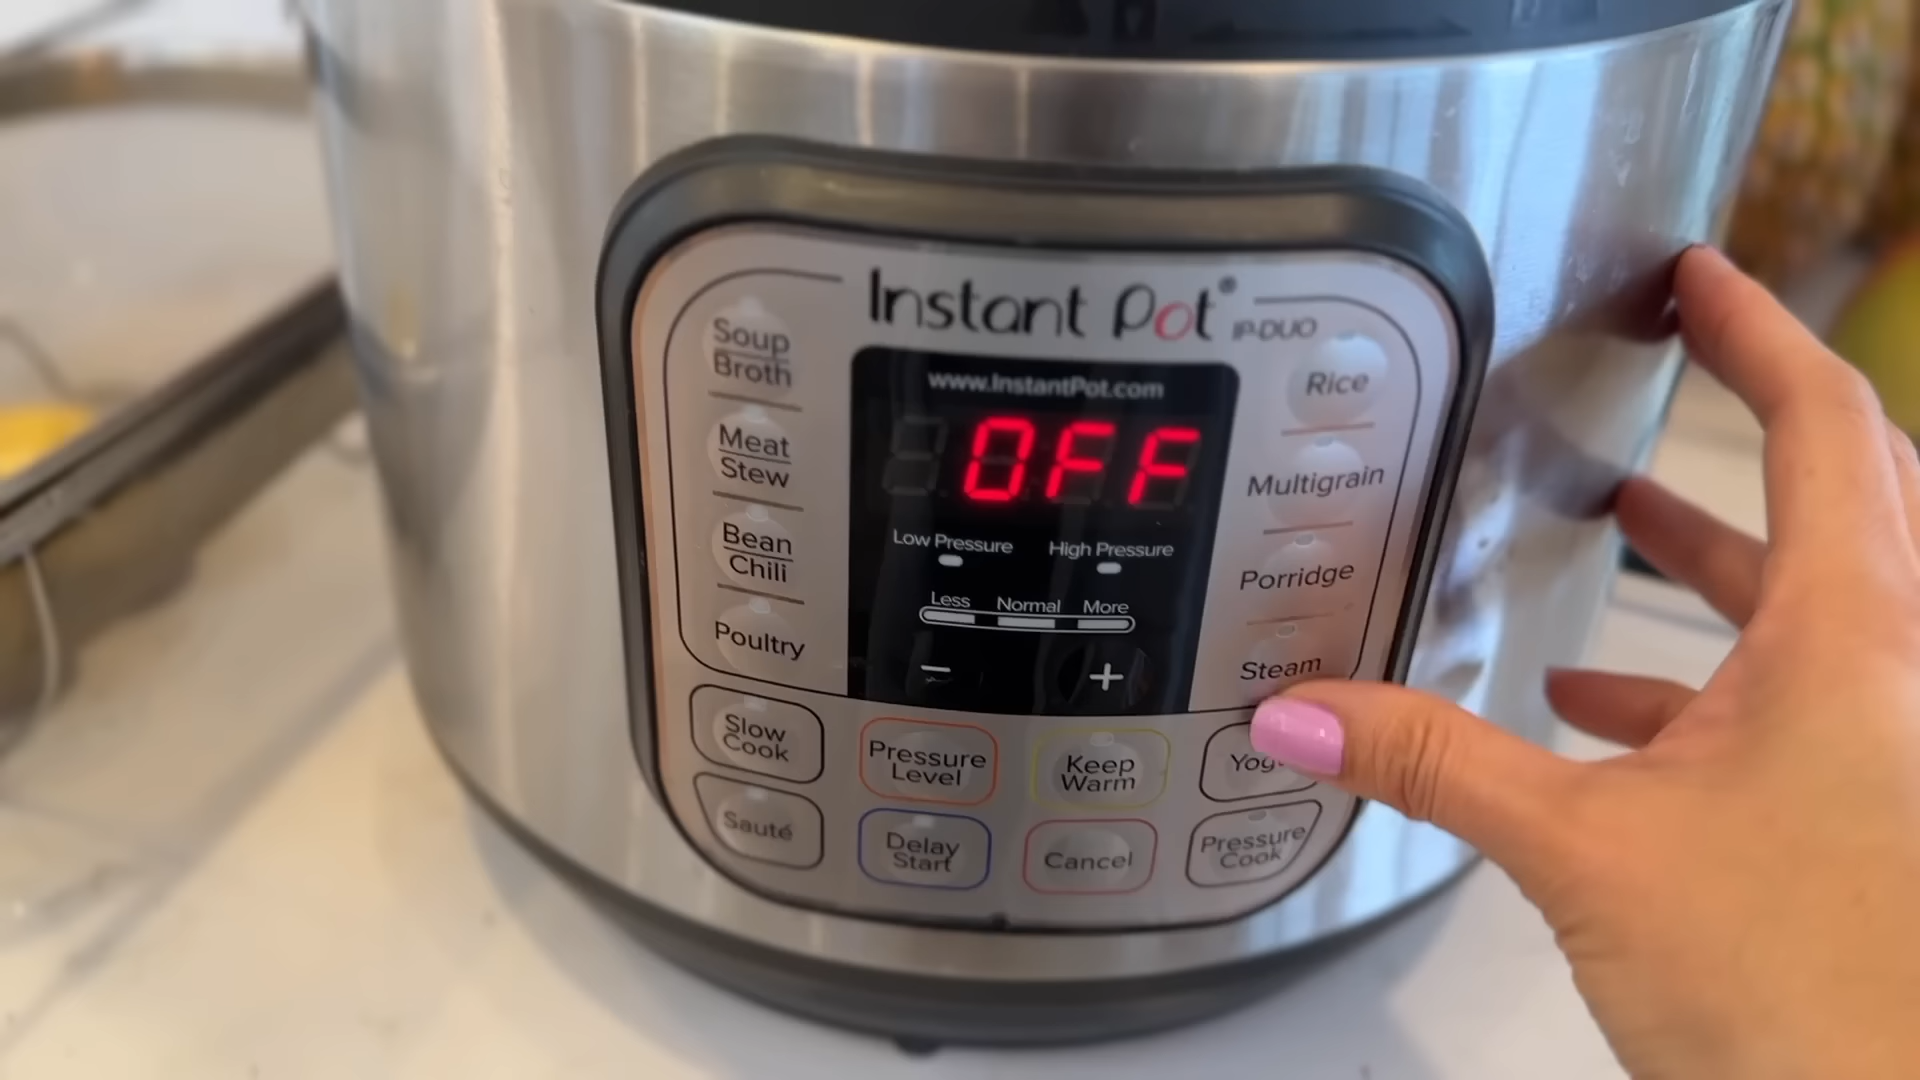 Instant Pot® IP-DUO
www.InstantPot.com
OFF
Low Pressure
High Pressure
Less Normal More
− +
Soup
Broth
Meat
Stew
Bean
Chili
Poultry
Rice
Multigrain
Porridge
Steam
Slow
Cook
Pressure
Level
Keep
Warm
Sauté
Delay
Start
Cancel
Pressure
Cook